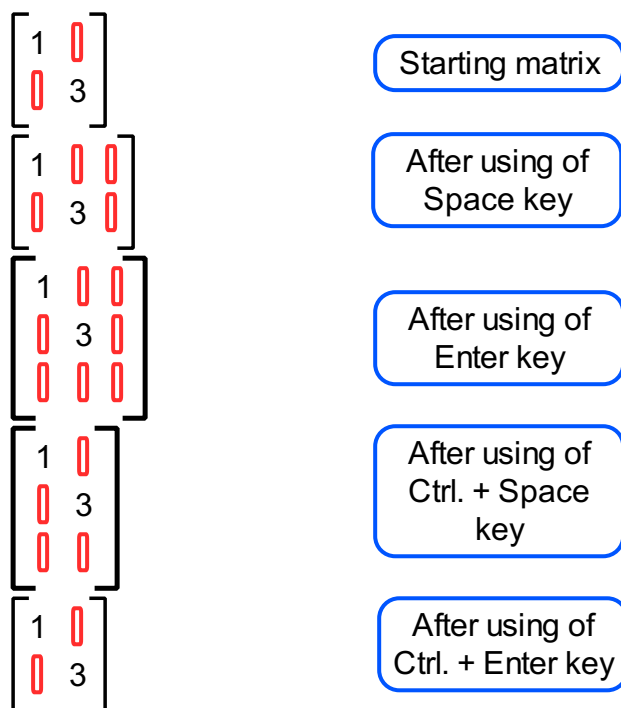 1
Starting matrix
3
1
After using of
3
Space key
1
After using of
3
Enter key
1
After using of
3
Ctrl. + Space
key
1
After using of
3
Ctrl. + Enter key